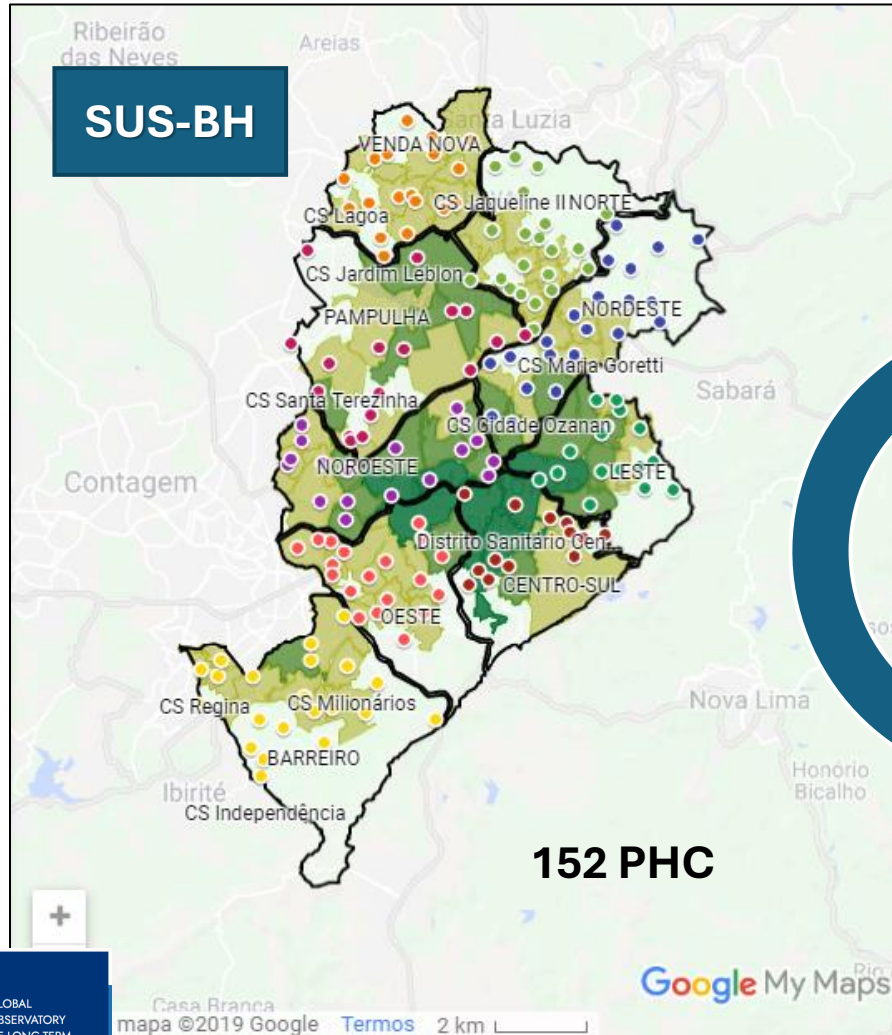 Ribeirão
das Neves
Areias
SUS-BH
Santa Luzia
VENDA NOVA
CS Lagoa
CS Jaqueline II
NORTE
CS Jardim Leblon
PAMPULHA
NORDESTE
CS Maria Goretti
Sabará
CS Santa Terezinha
CS Cidade Ozanan
NOROESTE
LESTE
Contagem
Distrito Sanitário Cen...
CENTRO-SUL
OESTE
CS Regina
CS Milionários
Nova Lima
BARREIRO
Ibirité
Honório
Bicalho
CS Independência
152 PHC
+
Google My Maps
Casa Branca
mapa ©2019 Google
Termos
2 km